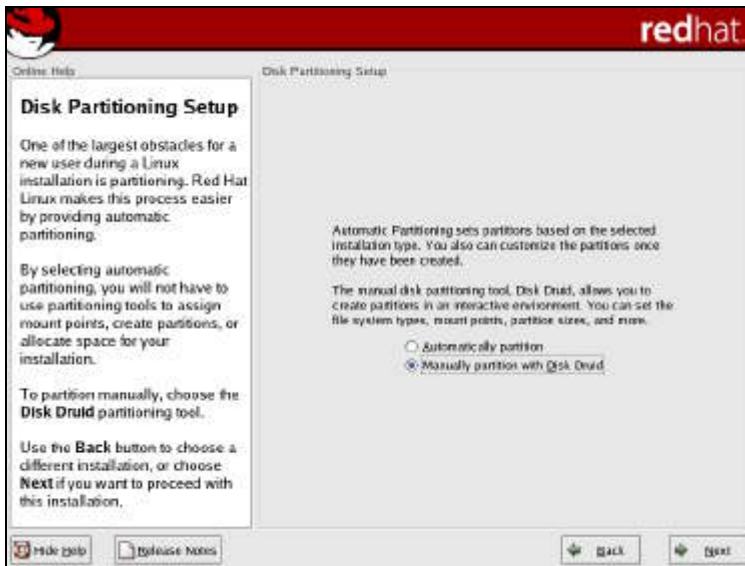 redhat.
Online Help
Disk Partitioning Setup
Disk Partitioning Setup
One of the largest obstacles for a
new user during a Linux
installation is partitioning. Red Hat
Linux makes this process easier
by providing automatic
partitioning.
By selecting automatic
partitioning, you will not have to
use partitioning tools to assign
mount points, create partitions, or
allocate space for your
installation.
To partition manually, choose the
Disk Druid partitioning tool.
Use the Back button to choose a
different installation, or choose
Next if you want to proceed with
this installation.
Automatic Partitioning sets partitions based on the selected
installation type. You also can customize the partitions once
they have been created.
The manual disk partitioning tool, Disk Druid, allows you to
create partitions in an interactive environment. You can set the
file system types, mount points, partition sizes, and more.
Automatically partition
Manually partition with Disk Druid
Hide Help
Release Notes
Back
Next